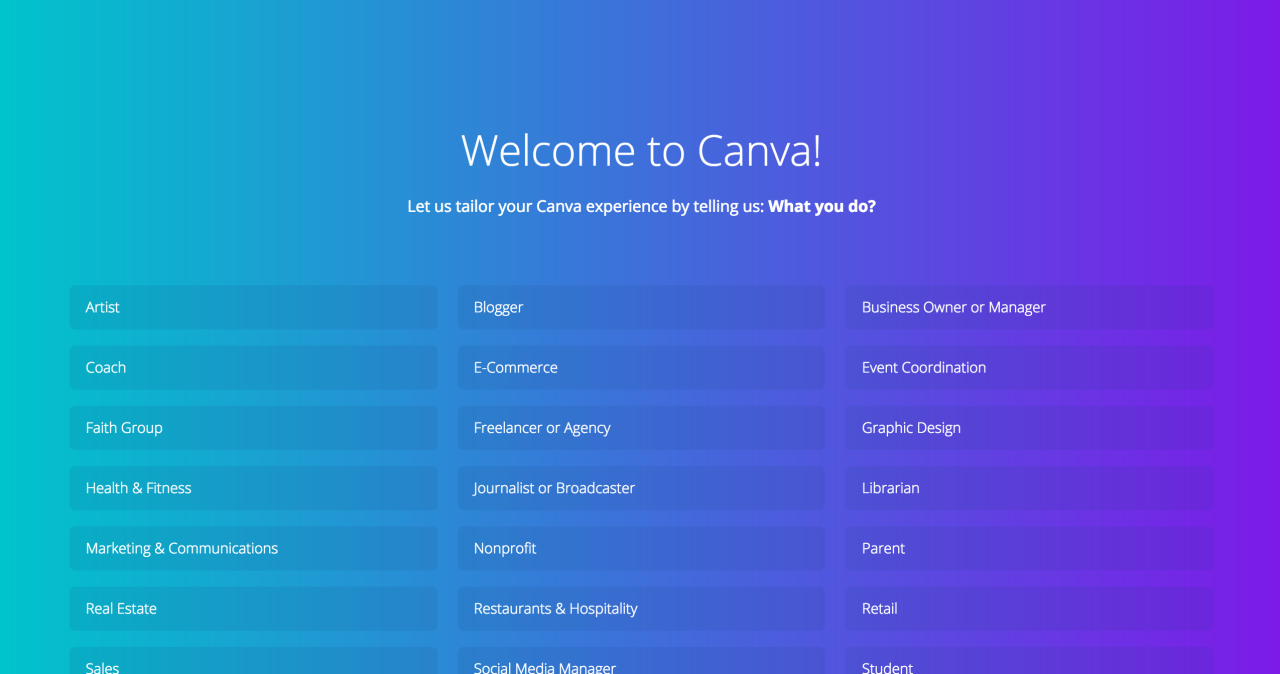 Welcome to Canva!
Let us tailor your Canva experience by telling us: What you do?
Artist
Blogger
Business Owner or Manager
Coach
E-Commerce
Event Coordination
Faith Group
Freelancer or Agency
Graphic Design
Health & Fitness
Journalist or Broadcaster
Librarian
Marketing & Communications
Nonprofit
Parent
Real Estate
Restaurants & Hospitality
Retail
Sales
Social Media Manager
Student